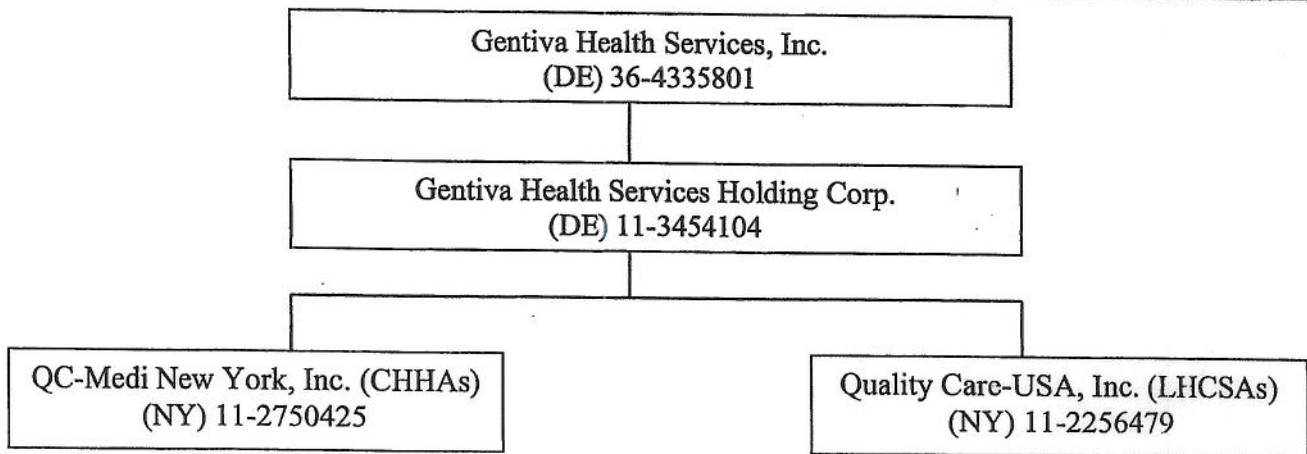 Gentiva Health Services, Inc.
(DE) 36-4335801
Gentiva Health Services Holding Corp.
(DE) 11-3454104
QC-Medi New York, Inc. (CHHAs)
(NY) 11-2750425
Quality Care-USA, Inc. (LHCSAs)
(NY) 11-2256479